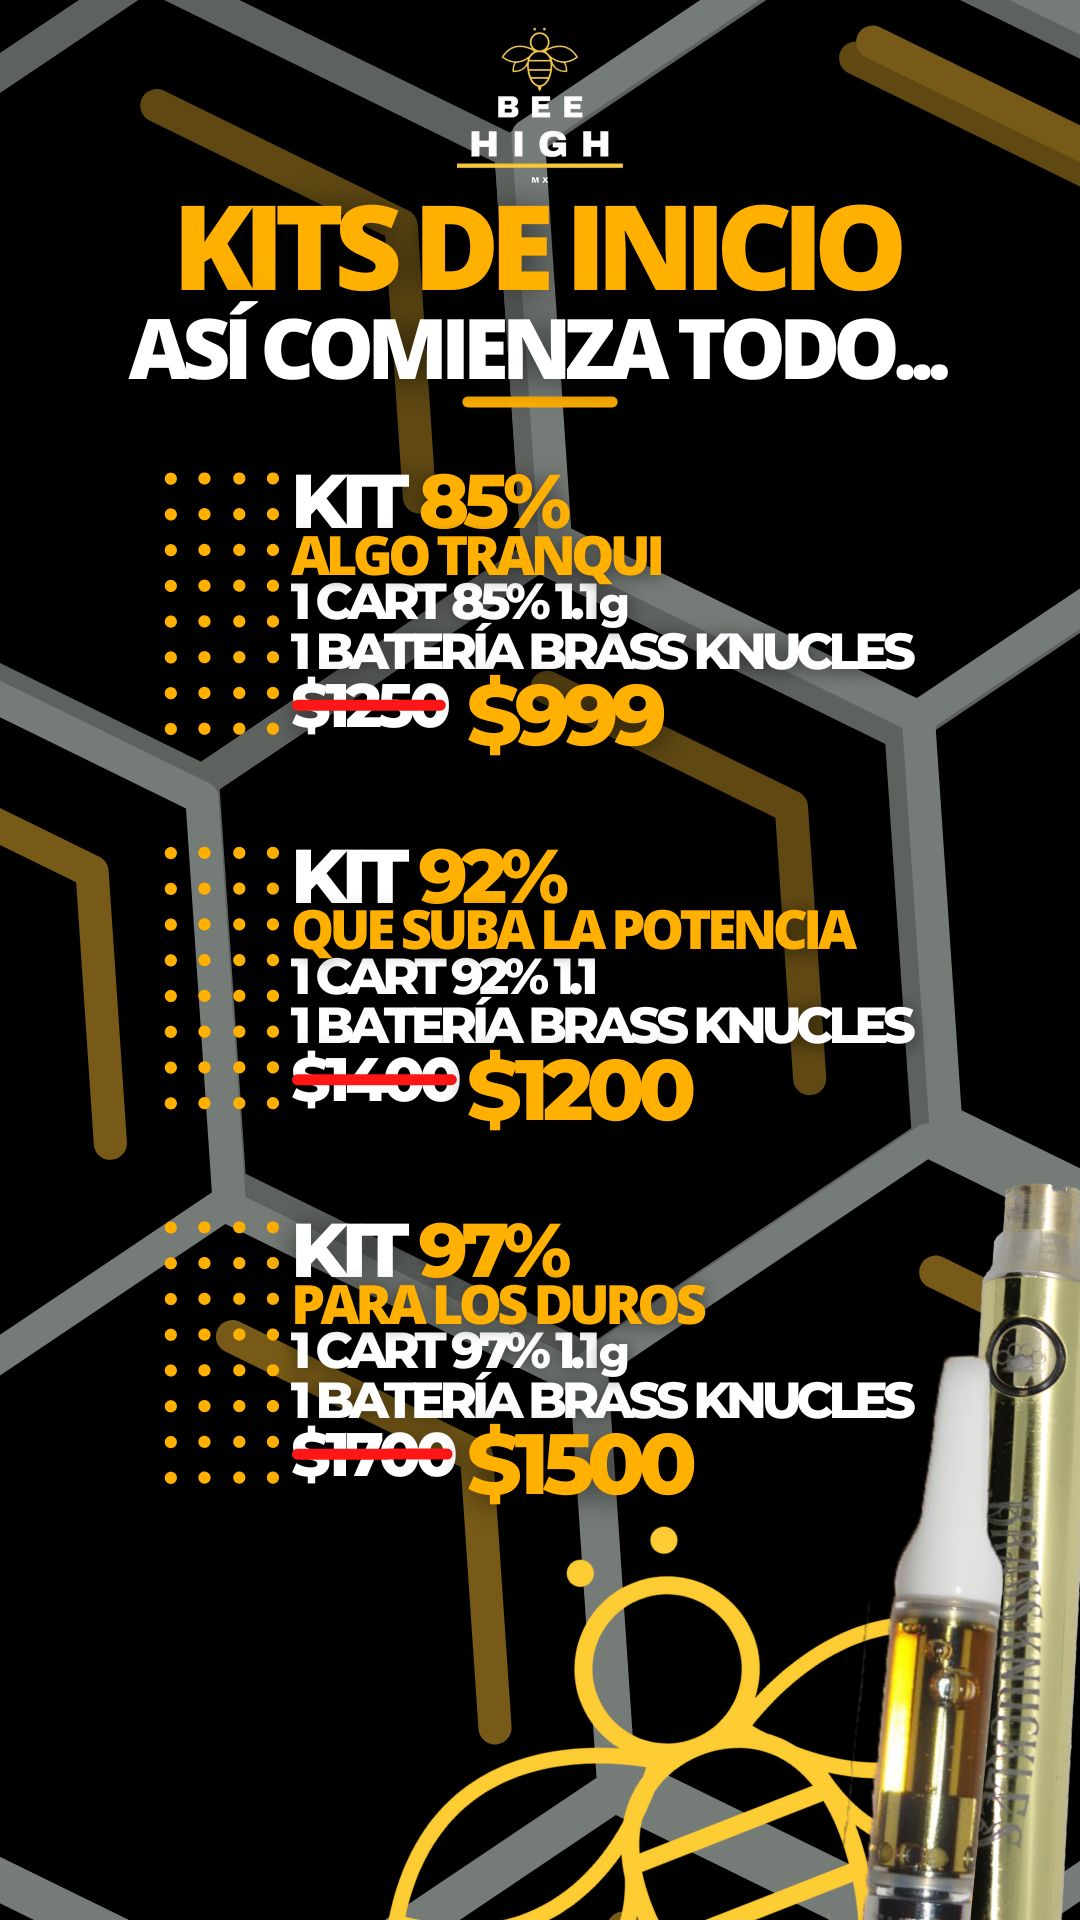 BEE
HIGH
MX
KITS DE INICIO
ASÍ COMIENZA TODO...
KIT 85%
ALGO TRANQUI
1 CART 85% 1.1g
1 BATERÍA BRASS KNUCLES
$1250 $999
KIT 92%
QUE SUBA LA POTENCIA
1 CART 92% 1.1
1 BATERÍA BRASS KNUCLES
$1400 $1200
KIT 97%
PARA LOS DUROS
1 CART 97% 1.1g
1 BATERÍA BRASS KNUCLES
$1700 $1500
BRASS KNUCKLES